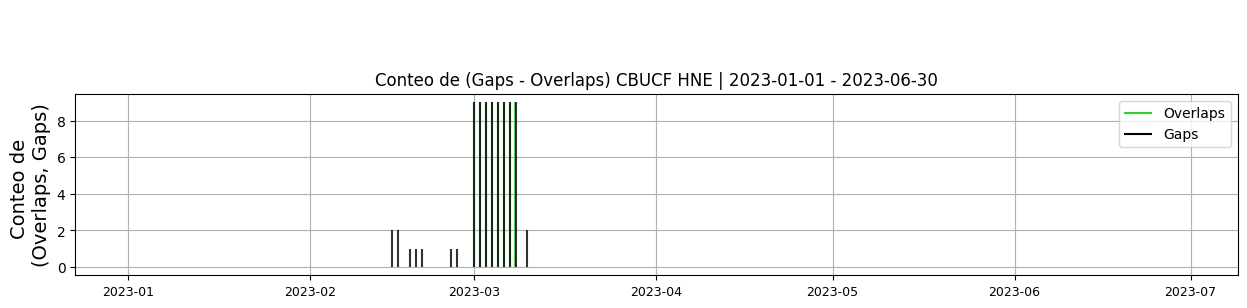 Conteo de (Gaps - Overlaps) CBUCF HNE | 2023-01-01 - 2023-06-30
Conteo de
(Overlaps, Gaps)
8
6
4
2
0
Overlaps
Gaps
2023-01
2023-02
2023-03
2023-04
2023-05
2023-06
2023-07